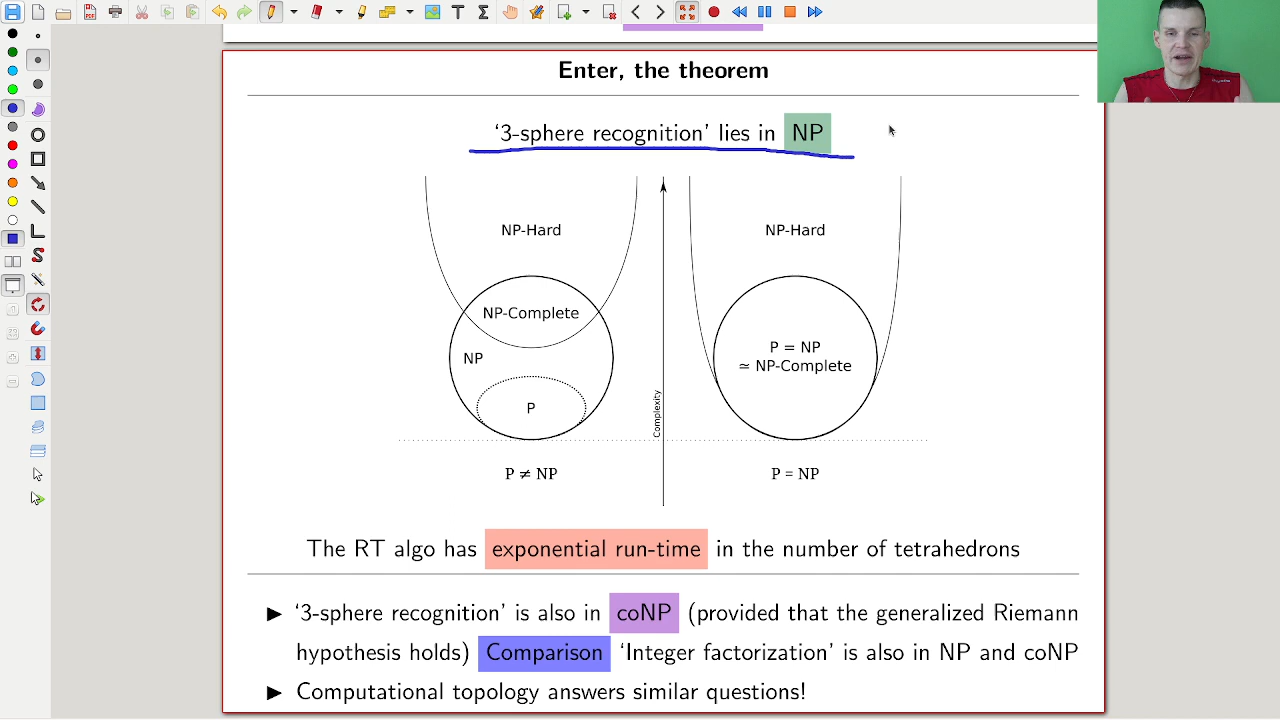 Enter, the theorem
‘3-sphere recognition’ lies in NP
NP-Hard
NP-Complete
NP
P
P ≠ NP
Complexity
NP-Hard
P = NP
≃ NP-Complete
P = NP
The RT algo has exponential run-time in the number of tetrahedrons
▶ ‘3-sphere recognition’ is also in coNP (provided that the generalized Riemann
hypothesis holds) Comparison ‘Integer factorization’ is also in NP and coNP
▶ Computational topology answers similar questions!